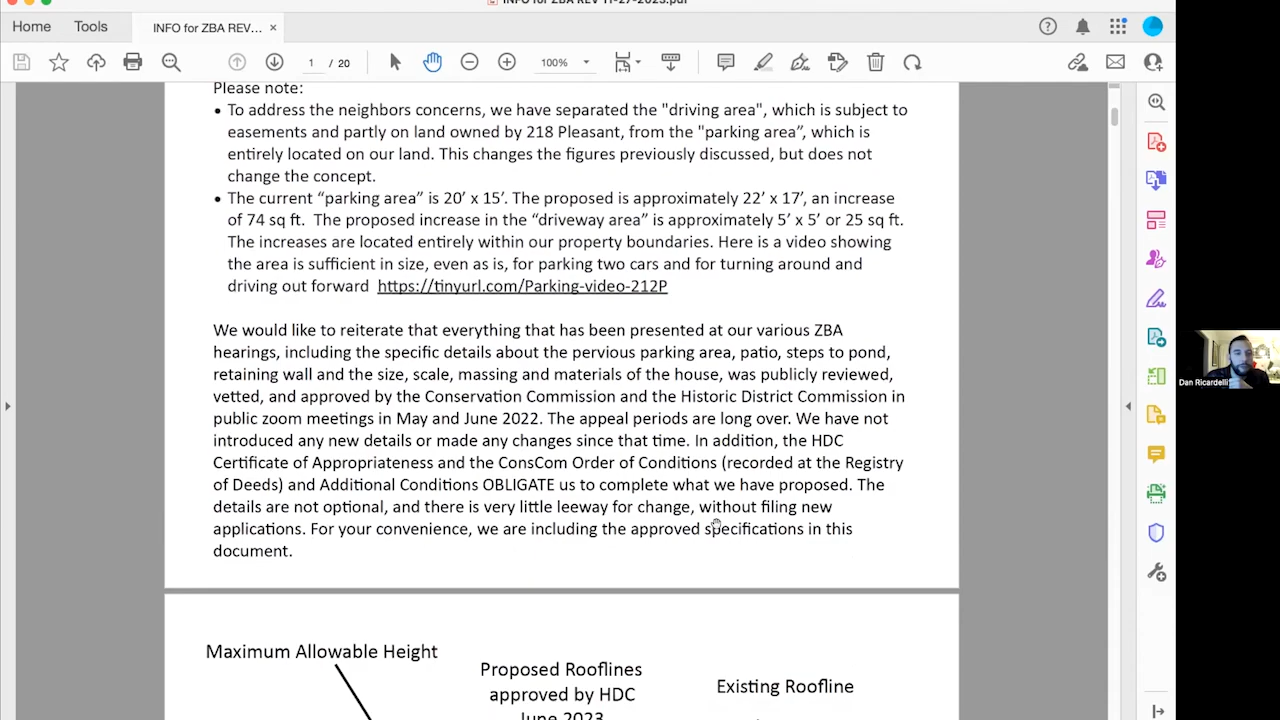 INFO for ZBA REV 11-27-2023.pdf
Home
Tools
INFO for ZBA REV... ×
1 / 20
100%
Please note:
• To address the neighbors concerns, we have separated the "driving area", which is subject to
easements and partly on land owned by 218 Pleasant, from the "parking area”, which is
entirely located on our land. This changes the figures previously discussed, but does not
change the concept.
• The current “parking area” is 20’ x 15’. The proposed is approximately 22’ x 17’, an increase
of 74 sq ft. The proposed increase in the “driveway area” is approximately 5’ x 5’ or 25 sq ft.
The increases are located entirely within our property boundaries. Here is a video showing
the area is sufficient in size, even as is, for parking two cars and for turning around and
driving out forward https://tinyurl.com/Parking-video-212P
We would like to reiterate that everything that has been presented at our various ZBA
hearings, including the specific details about the pervious parking area, patio, steps to pond,
retaining wall and the size, scale, massing and materials of the house, was publicly reviewed,
vetted, and approved by the Conservation Commission and the Historic District Commission in
public zoom meetings in May and June 2022. The appeal periods are long over. We have not
introduced any new details or made any changes since that time. In addition, the HDC
Certificate of Appropriateness and the ConsCom Order of Conditions (recorded at the Registry
of Deeds) and Additional Conditions OBLIGATE us to complete what we have proposed. The
details are not optional, and there is very little leeway for change, without filing new
applications. For your convenience, we are including the approved specifications in this
document.
Maximum Allowable Height
Proposed Rooflines
approved by HDC
June 2023
Existing Roofline
Dan Ricardelli